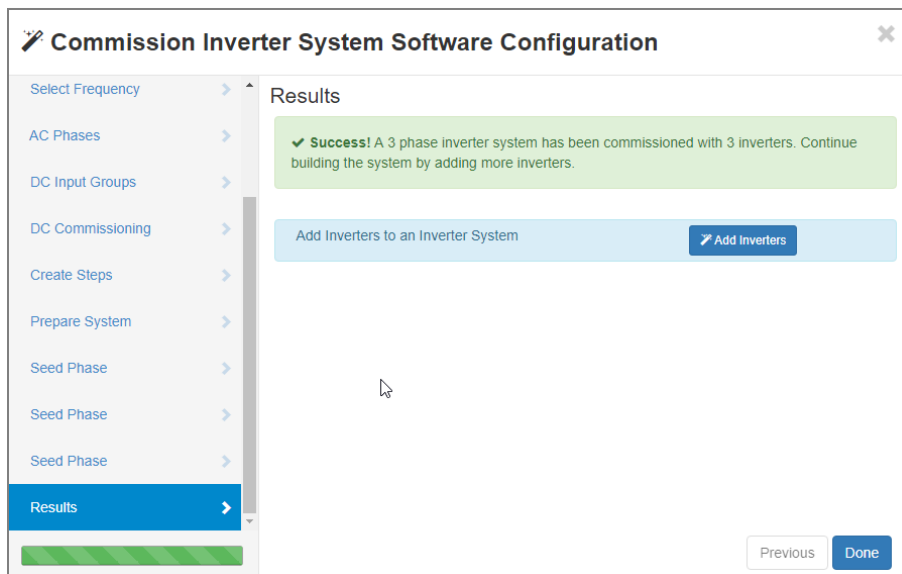 Commission Inverter System Software Configuration
Select Frequency
AC Phases
DC Input Groups
DC Commissioning
Create Steps
Prepare System
Seed Phase
Seed Phase
Seed Phase
Results
Results
Success! A 3 phase inverter system has been commissioned with 3 inverters. Continue
building the system by adding more inverters.
Add Inverters to an Inverter System
Add Inverters
Previous
Done